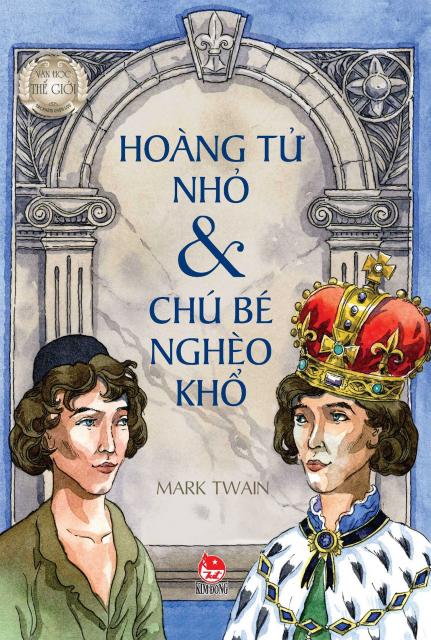 VĂN HỌC
THẾ GIỚI
HOÀNG TỬ
NHỎ
&
CHÚ BÉ
NGHÈO
KHỔ
MARK TWAIN
KIM ĐỒNG